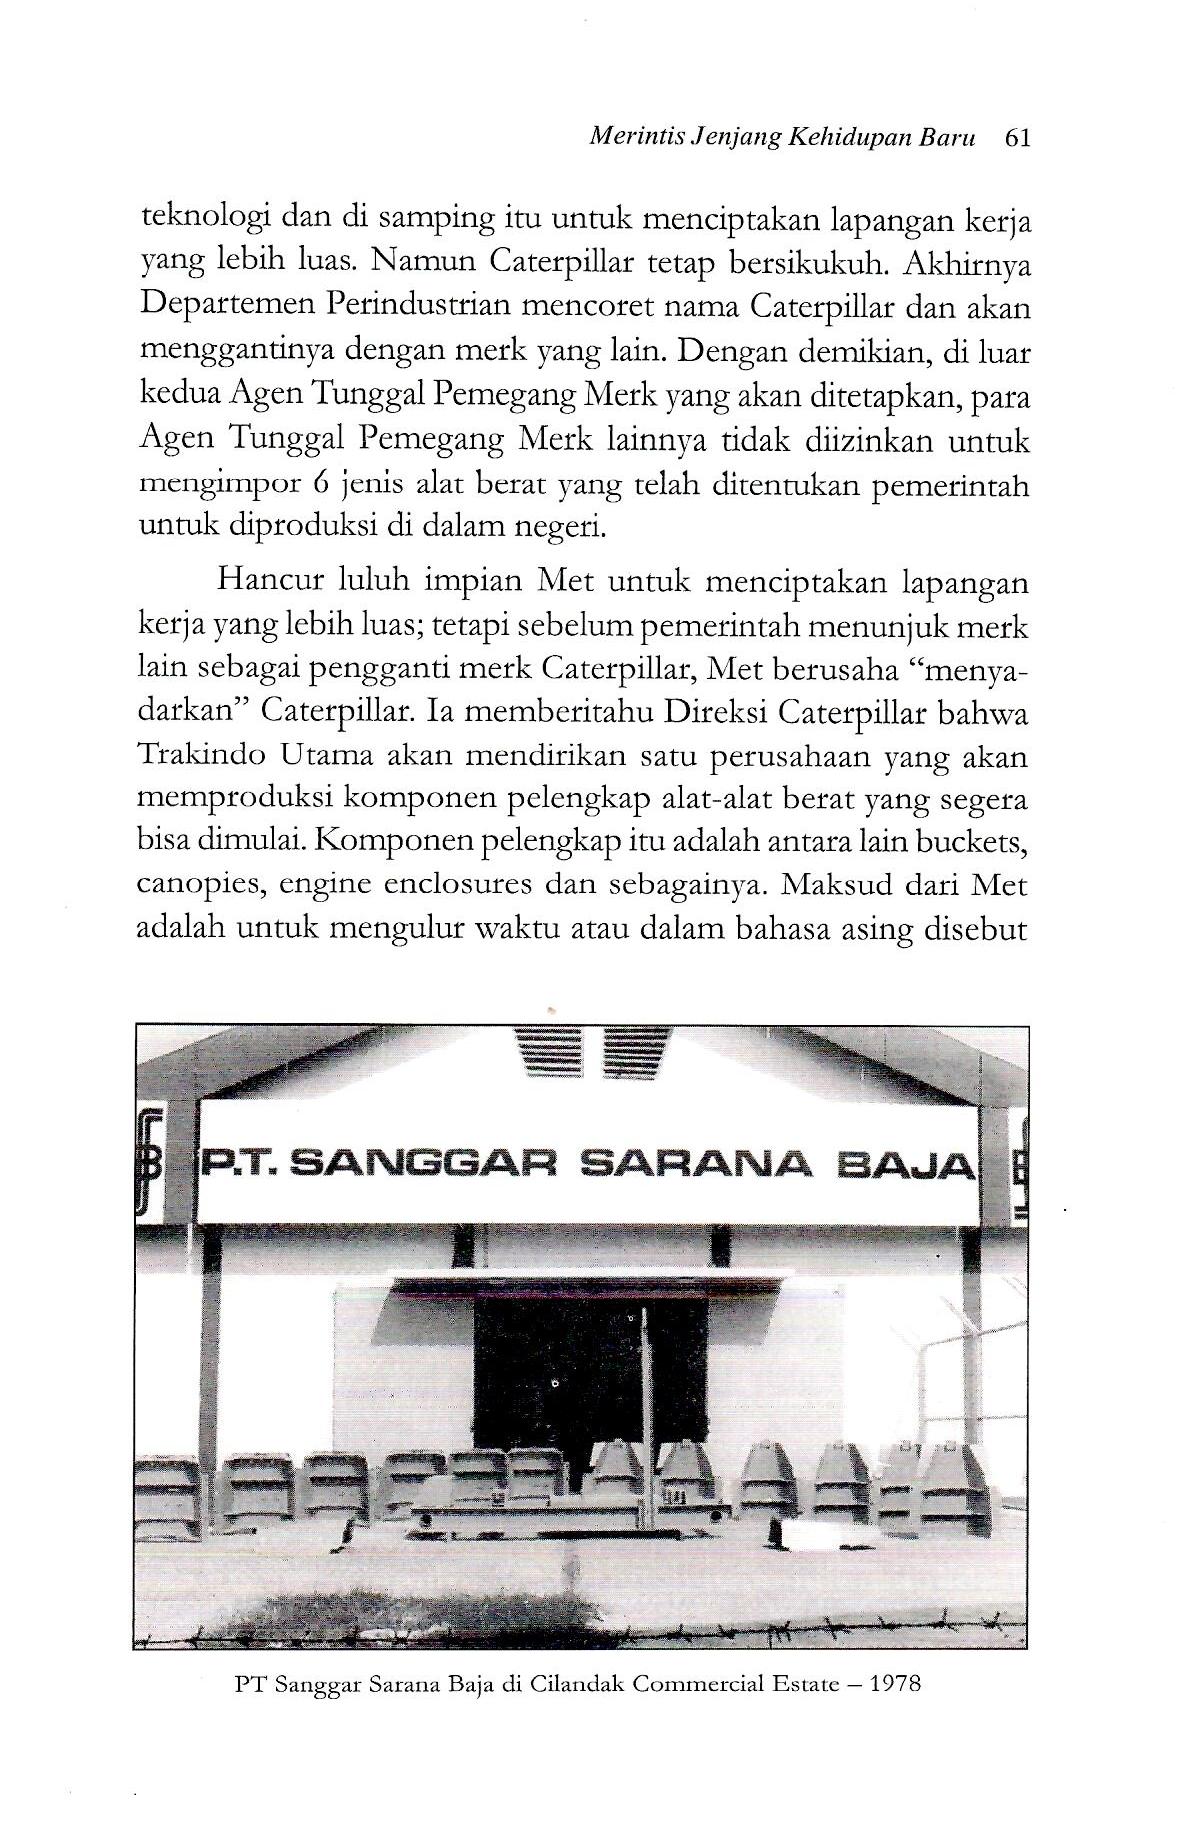 Merintis Jenjang Kehidupan Baru 61
teknologi dan di samping itu untuk menciptakan lapangan kerja
yang lebih luas. Namun Caterpillar tetap bersikukuh. Akhirnya
Departemen Perindustrian mencoret nama Caterpillar dan akan
menggantinya dengan merk yang lain. Dengan demikian, di luar
kedua Agen Tunggal Pemegang Merk yang akan ditetapkan, para
Agen Tunggal Pemegang Merk lainnya tidak diizinkan untuk
mengimpor 6 jenis alat berat yang telah ditentukan pemerintah
untuk diproduksi di dalam negeri.
Hancur luluh impian Met untuk menciptakan lapangan
kerja yang lebih luas; tetapi sebelum pemerintah menunjuk merk
lain sebagai pengganti merk Caterpillar, Met berusaha “menya-
darkan” Caterpillar. Ia memberitahu Direksi Caterpillar bahwa
Trakindo Utama akan mendirikan satu perusahaan yang akan
memproduksi komponen pelengkap alat-alat berat yang segera
bisa dimulai. Komponen pelengkap itu adalah antara lain buckets,
canopies, engine enclosures dan sebagainya. Maksud dari Met
adalah untuk mengulur waktu atau dalam bahasa asing disebut
P.T. SANGGAR SARANA BAJA
PT Sanggar Sarana Baja di Cilandak Commercial Estate – 1978